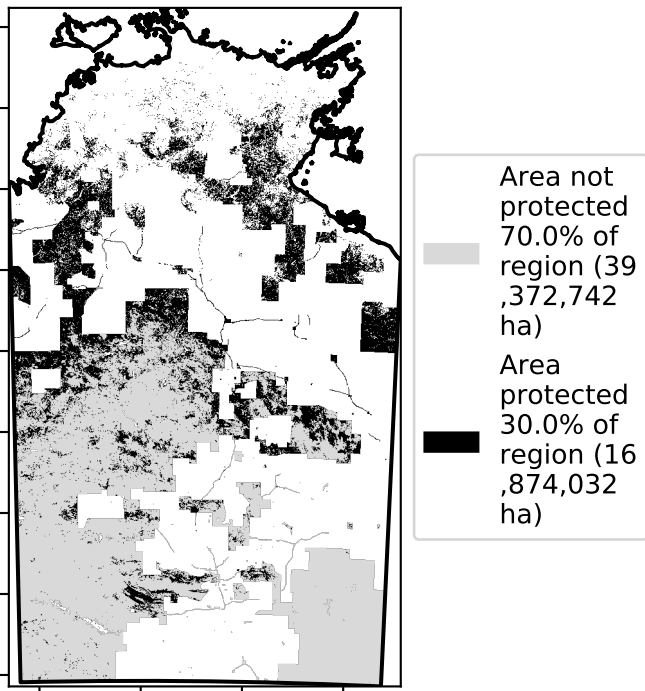 Area not
protected
70.0% of
region (39
,372,742
ha)
Area
protected
30.0% of
region (16
,874,032
ha)